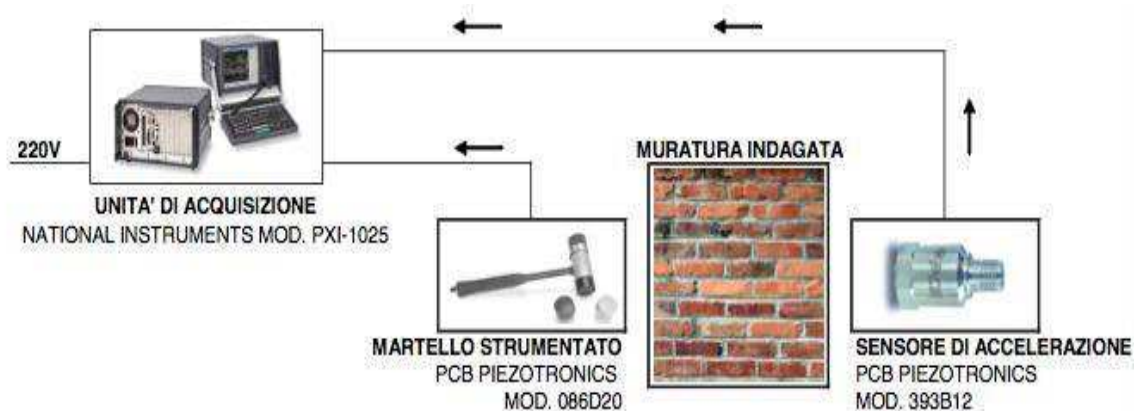 220V
UNITA' DI ACQUISIZIONE
NATIONAL INSTRUMENTS MOD. PXI-1025
MURATURA INDAGATA
MARTELLO STRUMENTATO
PCB PIEZOTRONICS
MOD. 086D20
SENSORE DI ACCELERAZIONE
PCB PIEZOTRONICS
MOD. 393B12